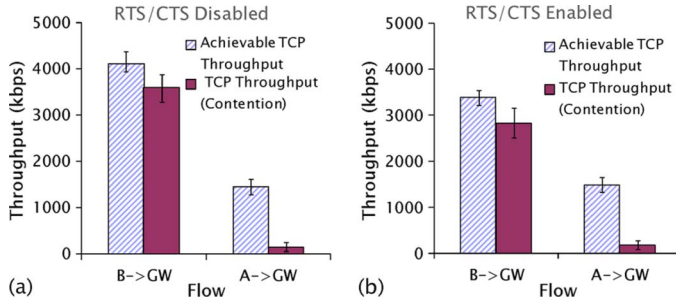 RTS/CTS Disabled
Throughput (kbps)
5000
4000
3000
2000
1000
0
Achievable TCP
Throughput
TCP Throughput
(Contention)
B->GW
A->GW
Flow
(a)
RTS/CTS Enabled
Throughput (kbps)
5000
4000
3000
2000
1000
0
Achievable TCP
Throughput
TCP Throughput
(Contention)
B->GW
A->GW
Flow
(b)